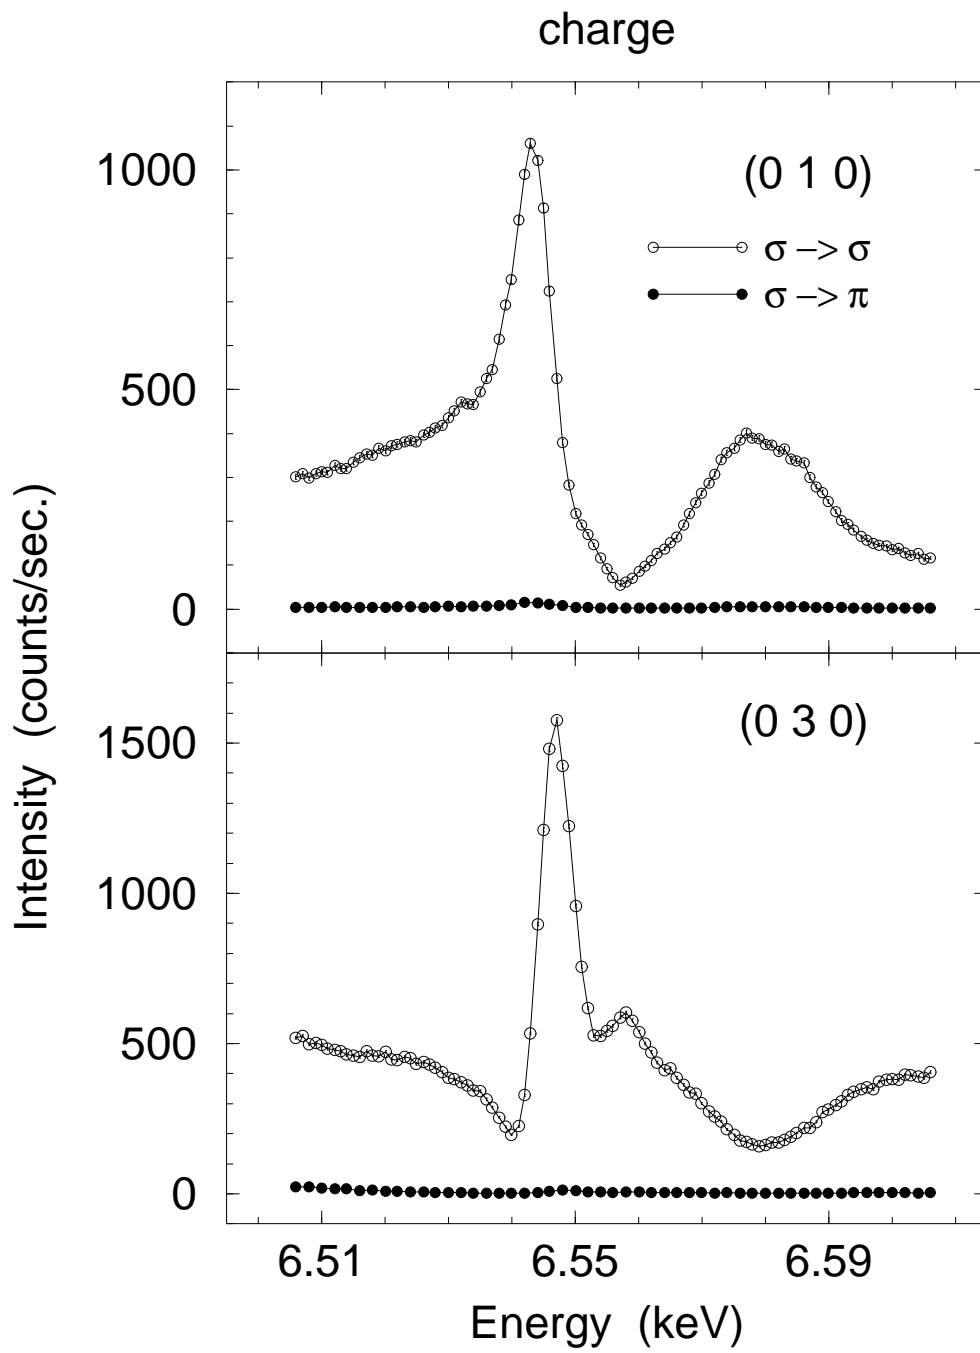 charge
1000
(0 1 0)
σ −> σ
σ −> π
500
0
Intensity (counts/sec.)
(0 3 0)
1500
1000
500
0
6.51 6.55 6.59
Energy (keV)